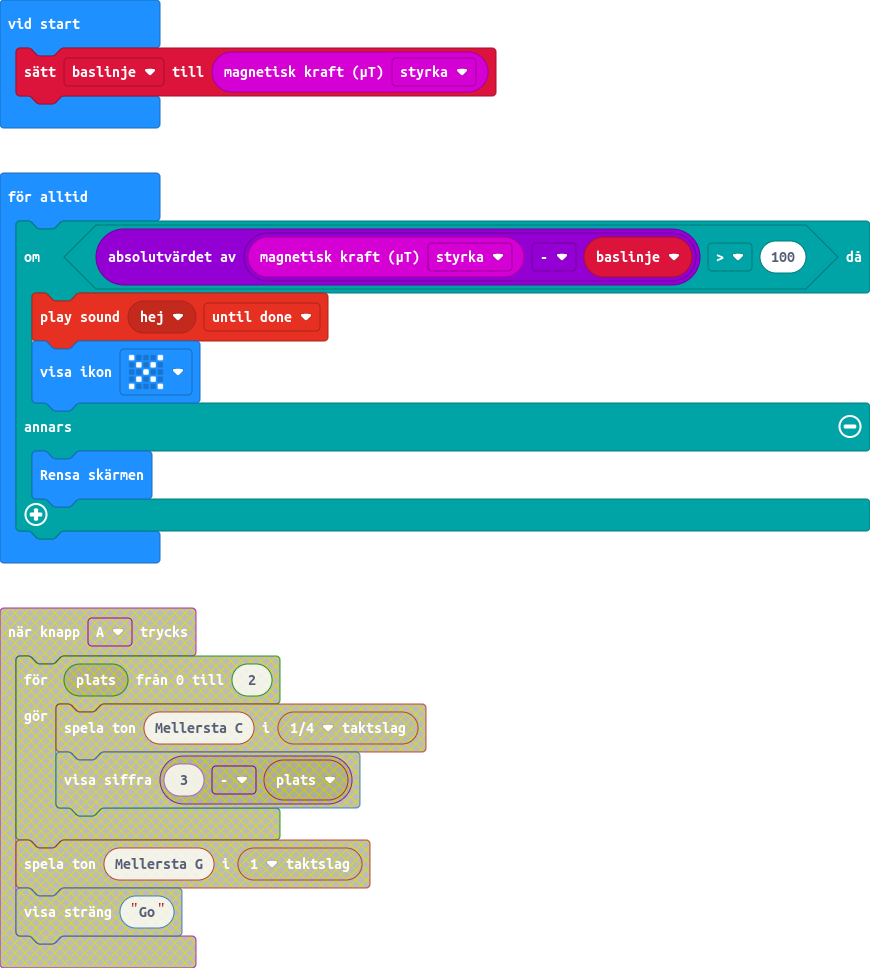 vid start
sätt baslinje till magnetisk kraft (µT) styrka
för alltid
om absolutvärdet av magnetisk kraft (µT) styrka - baslinje > 100 då
play sound hej until done
visa ikon
annars
Rensa skärmen
när knapp A trycks
för plats från 0 till 2
gör
spela ton Mellersta C i 1/4 taktslag
visa siffra 3 - plats
spela ton Mellersta G i 1 taktslag
visa sträng "Go"